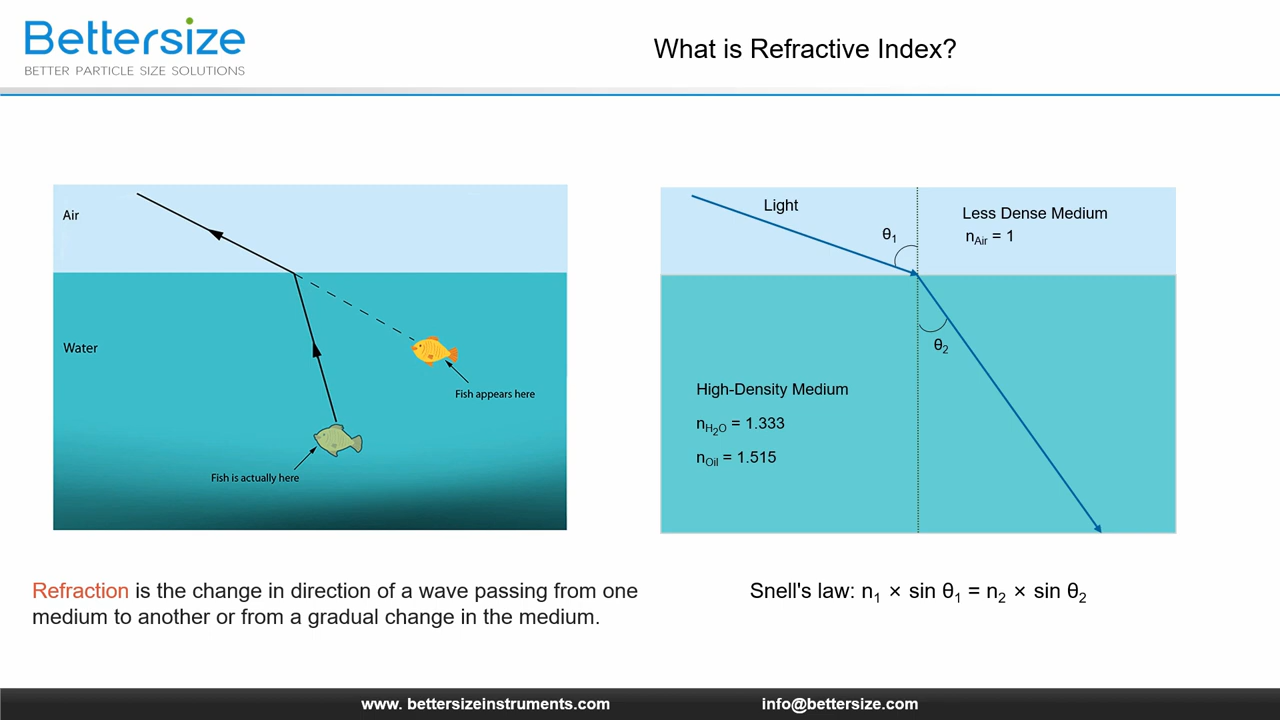 Bettersize
BETTER PARTICLE SIZE SOLUTIONS
What is Refractive Index?
Air
Water
Fish appears here
Fish is actually here
Light
θ1
Less Dense Medium
nAir = 1
θ2
High-Density Medium
nH2O = 1.333
nOil = 1.515
Refraction is the change in direction of a wave passing from one
medium to another or from a gradual change in the medium.
Snell's law: n1 × sin θ1 = n2 × sin θ2
www. bettersizeinstruments.com
info@bettersize.com